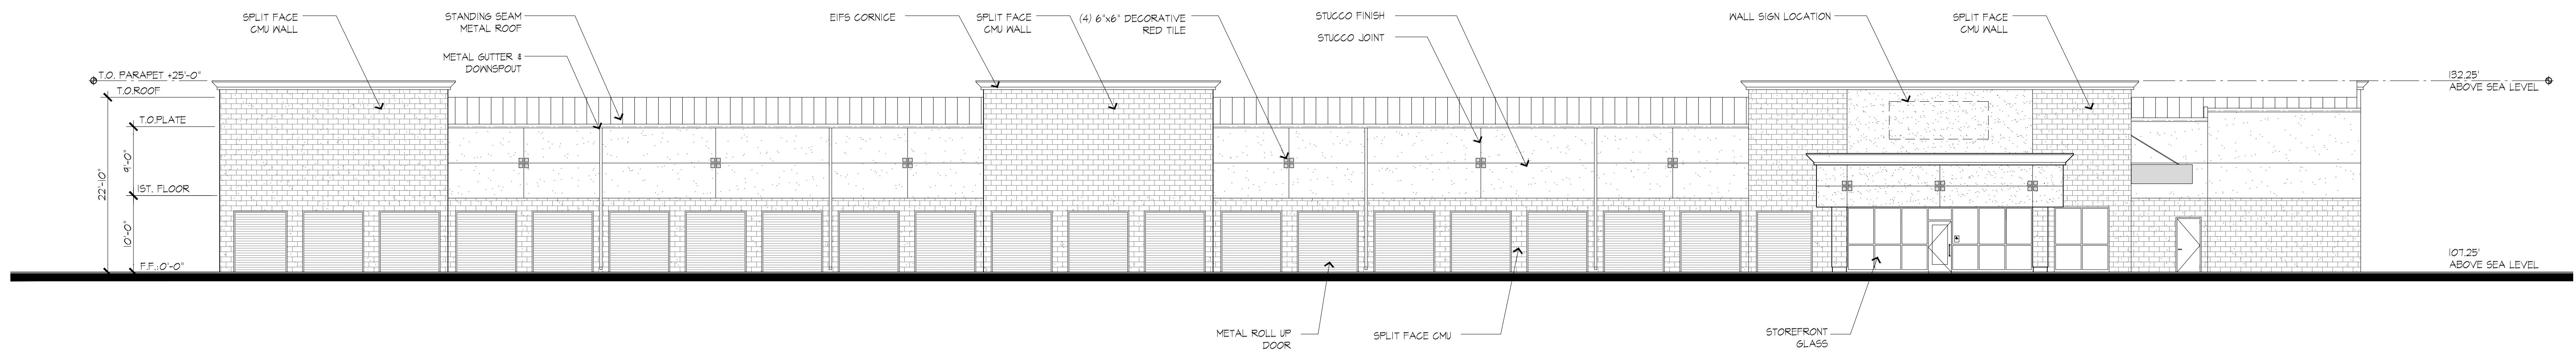 SPLIT FACE
CMU WALL
STANDING SEAM
METAL ROOF
METAL GUTTER &
DOWNSPOUT
EIFS CORNICE
SPLIT FACE
CMU WALL
(4) 6"x6" DECORATIVE
RED TILE
STUCCO FINISH
STUCCO JOINT
WALL SIGN LOCATION
SPLIT FACE
CMU WALL
T.O. PARAPET +25'-0"
T.O.ROOF
T.O.PLATE
9'-0"
22'-10"
1ST. FLOOR
10'-0"
F.F.:0'-0"
132.25'
ABOVE SEA LEVEL
107.25'
ABOVE SEA LEVEL
METAL ROLL UP
DOOR
SPLIT FACE CMU
STOREFRONT
GLASS